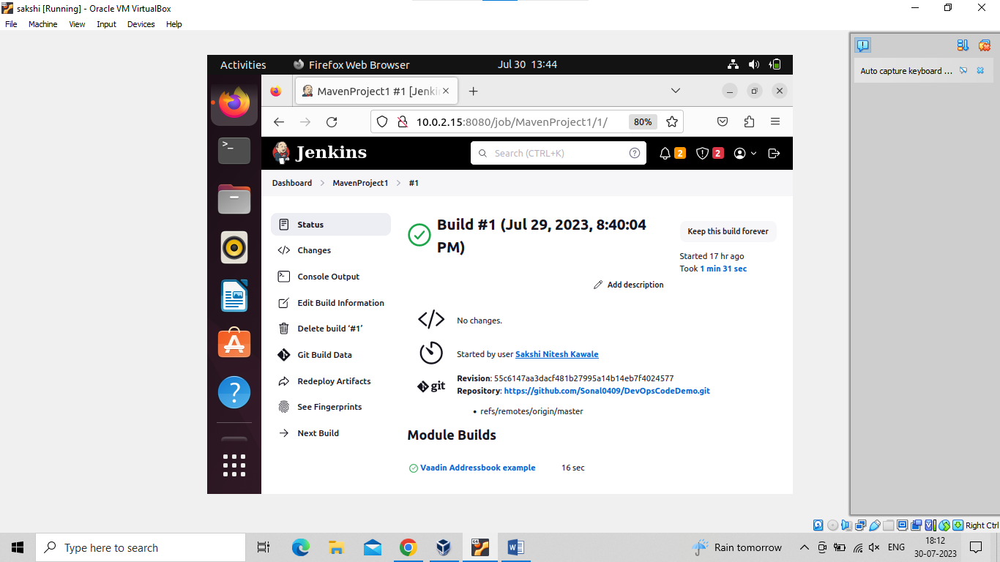 sakshi [Running] - Oracle VM VirtualBox
File Machine View Input Devices Help
Auto capture keyboard ...
Activities Firefox Web Browser Jul 30 13:44
MavenProject1 #1 [Jenki
10.0.2.15:8080/job/MavenProject1/1/ 80%
Jenkins Search (CTRL+K) 2 2
Dashboard MavenProject1 #1
Status
Changes
Console Output
Edit Build Information
Delete build ‘#1’
Git Build Data
Redeploy Artifacts
See Fingerprints
Next Build
Build #1 (Jul 29, 2023, 8:40:04
PM)
Keep this build forever
Started 17 hr ago
Took 1 min 31 sec
Add description
No changes.
Started by user Sakshi Nitesh Kawale
git
Revision: 55c6147aa3dacf481b27995a14b14eb7f4024577
Repository: https://github.com/Sonal0409/DevOpsCodeDemo.git
• refs/remotes/origin/master
Module Builds
Vaadin Addressbook example 16 sec
Right Ctrl
Type here to search
Rain tomorrow
ENG
18:12
30-07-2023